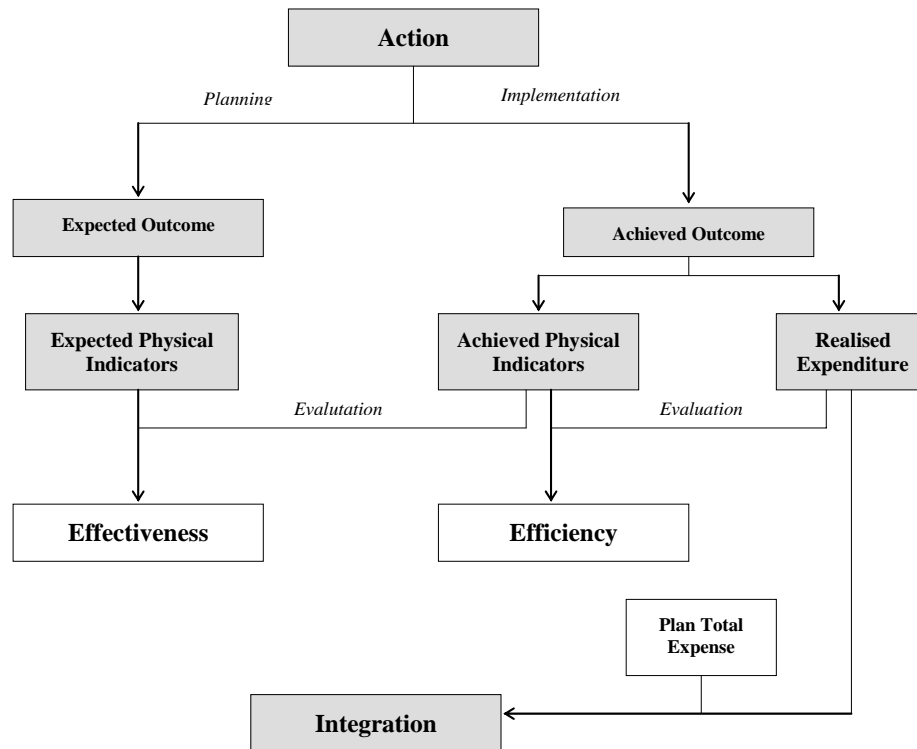 Action
Planning
Implementation
Expected Outcome
Achieved Outcome
Expected Physical
Indicators
Achieved Physical
Indicators
Realised
Expenditure
Evalutation
Evaluation
Effectiveness
Efficiency
Plan Total
Expense
Integration